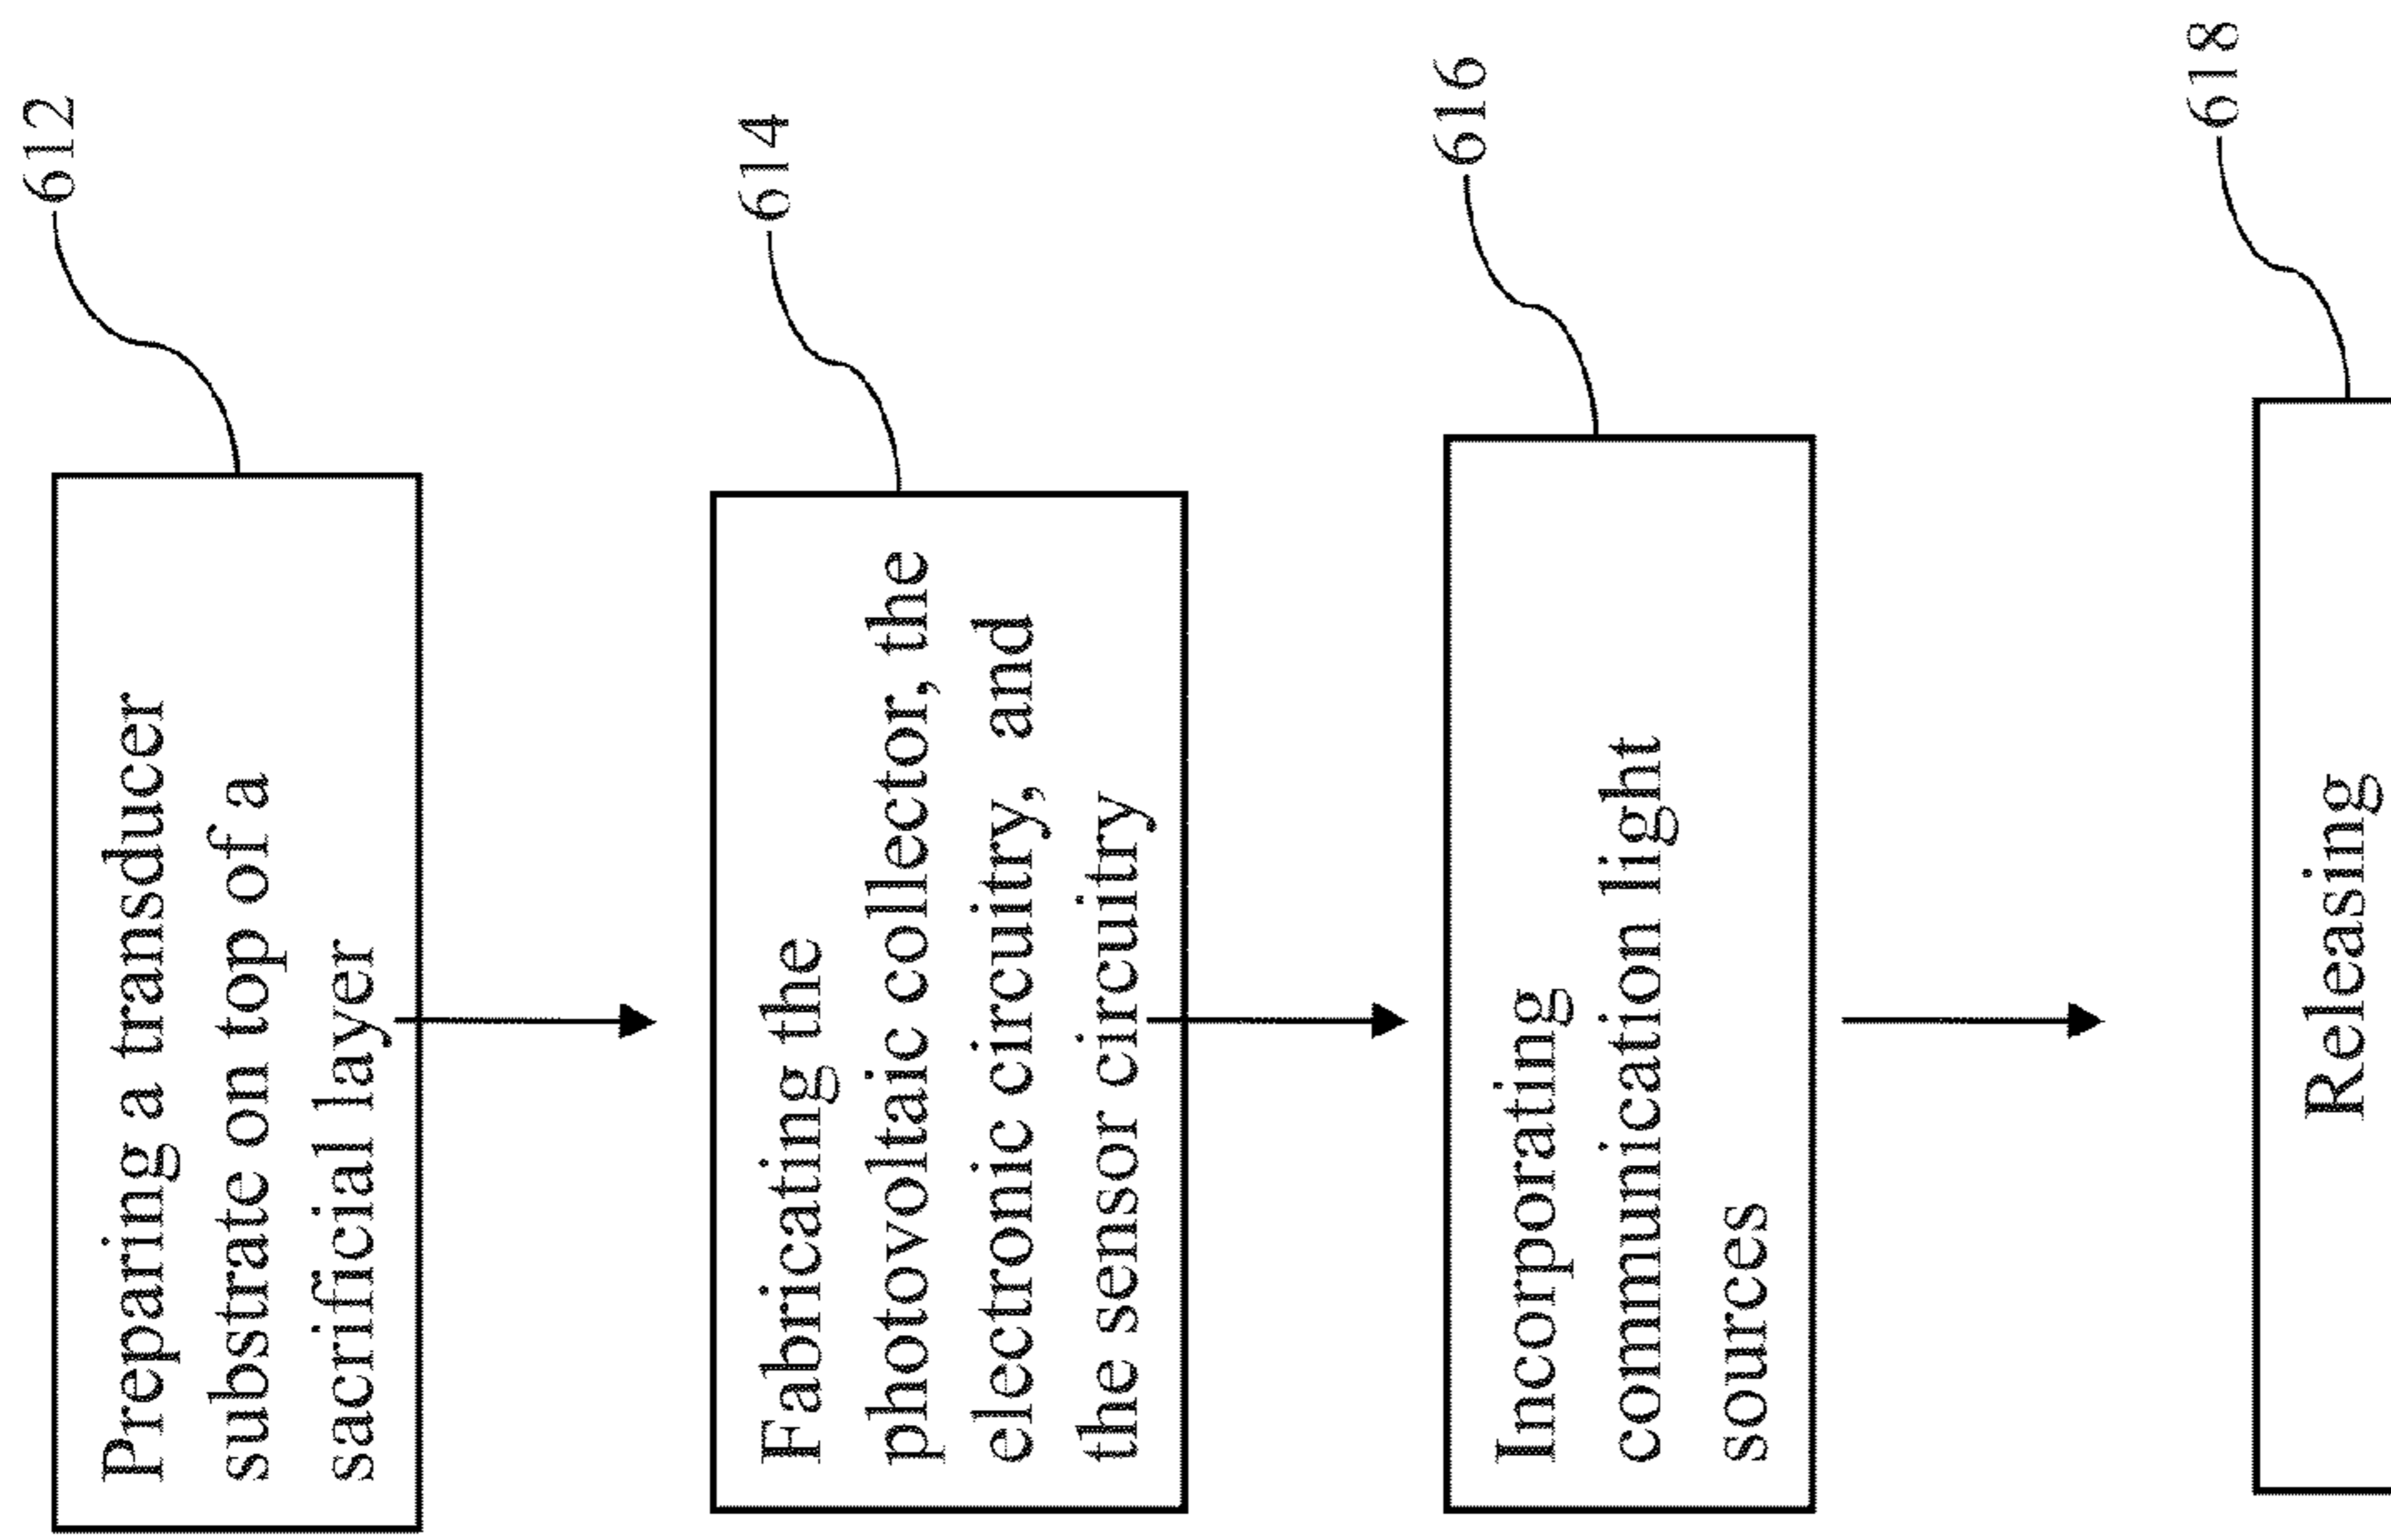 612
Preparing a transducer
substrate on top of a
sacrificial layer
614
Fabricating the
photovoltaic collector, the
electronic circuitry, and
the sensor circuitry
616
Incorporating
communication light
sources
618
Releasing